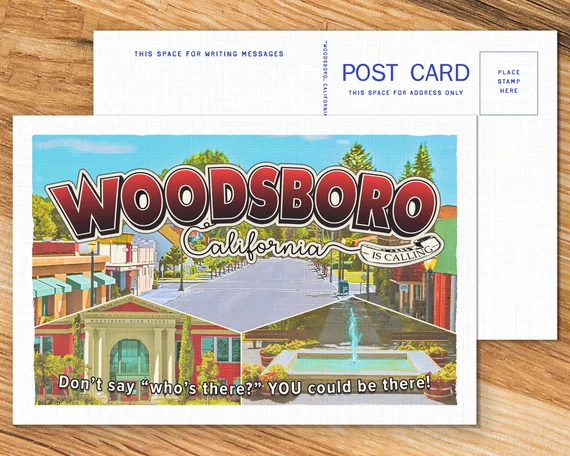 THIS SPACE FOR WRITING MESSAGES
"WOODSBORO, CALIFORNIA
POST CARD
THIS SPACE FOR ADDRESS ONLY
PLACE
STAMP
HERE
WOODSBORO
California
IS CALLING
Don't say “who's there?” YOU could be there!